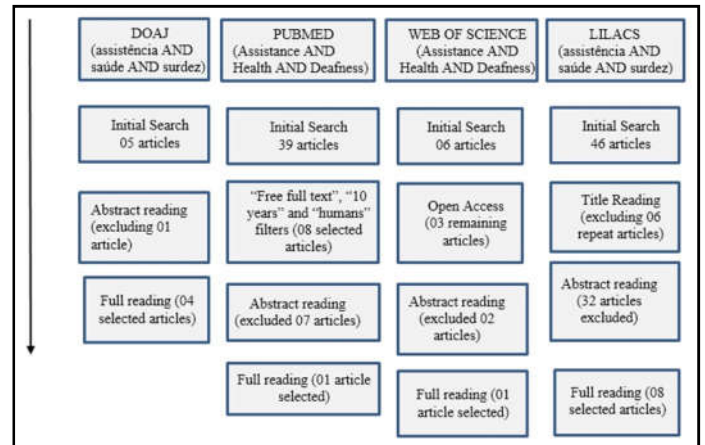 DOAJ
(assistência AND
saúde AND surdez)
PUBMED
(Assistance AND
Health AND Deafness)
WEB OF SCIENCE
(Assistance AND
Health AND Deafness)
LILACS
(assistência AND
saúde AND surdez)
Initial Search
05 articles
Initial Search
39 articles
Initial Search
06 articles
Initial Search
46 articles
Abstract reading
(excluding 01
article)
“Free full text”, “10
years” and “humans”
filters (08 selected
articles)
Open Access
(03 remaining
articles)
Title Reading
(excluding 06
repeat articles)
Full reading (04
selected articles)
Abstract reading
(excluded 07 articles)
Abstract reading
(excluded 02
articles)
Abstract reading
(32 articles
excluded)
Full reading (01 article
selected)
Full reading (01
article selected)
Full reading (08
selected articles)